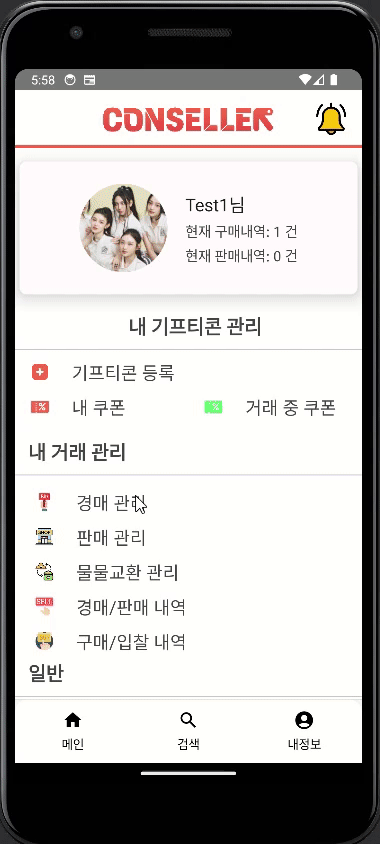 5:58
CONSELLER
Test1님
현재 구매내역: 1 건
현재 판매내역: 0 건
내 기프티콘 관리
기프티콘 등록
내 쿠폰
거래 중 쿠폰
내 거래 관리
경매 관리
판매 관리
물물교환 관리
경매/판매 내역
구매/입찰 내역
일반
메인
검색
내정보